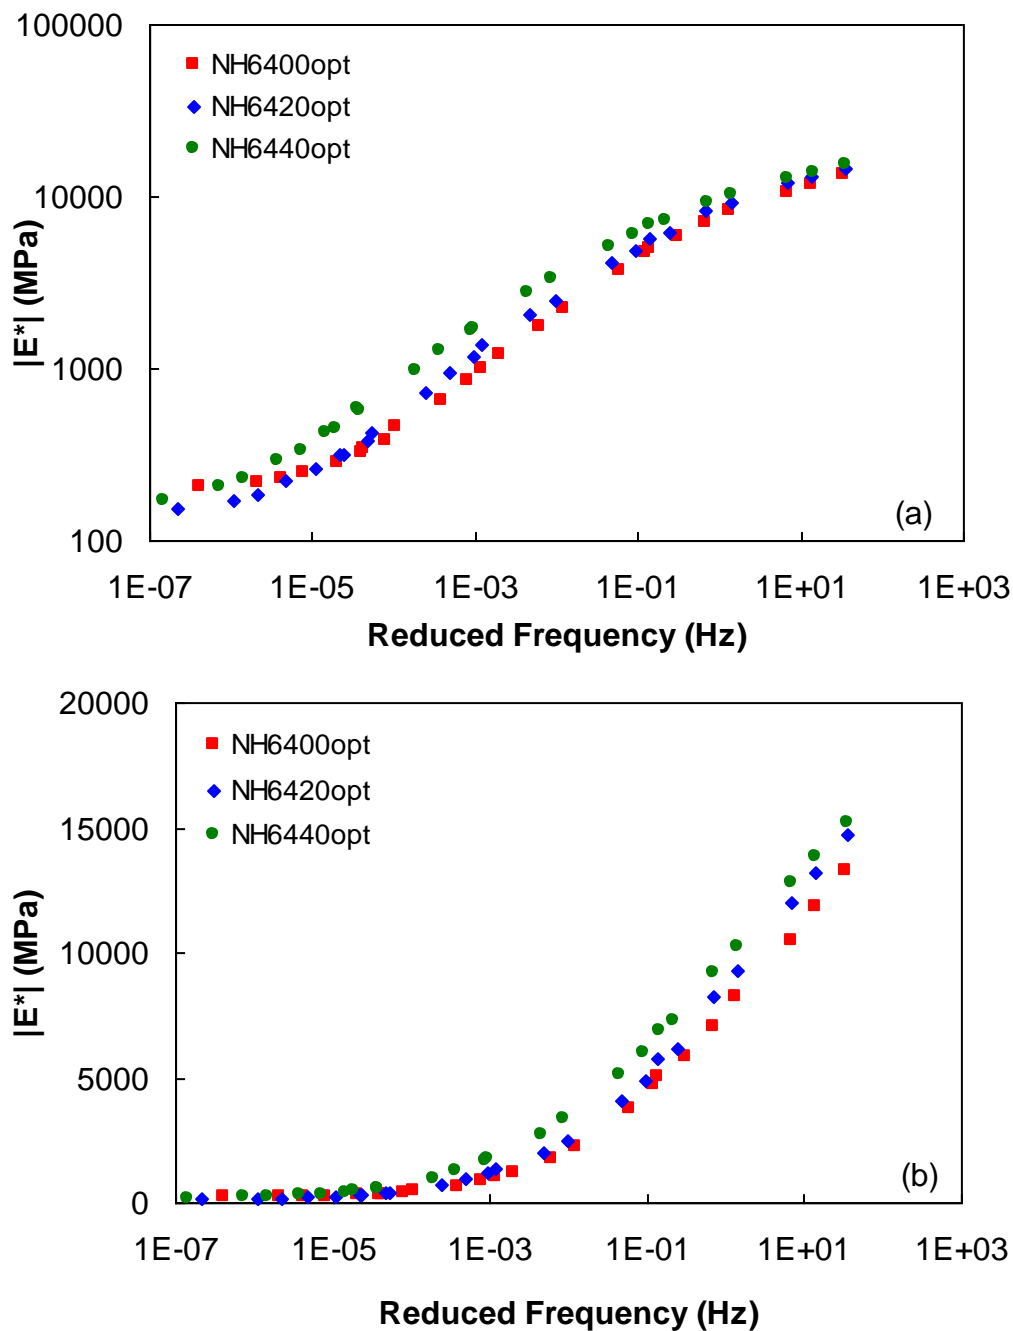 100000
NH6400opt
NH6420opt
NH6440opt
10000
|E*| (MPa)
1000
(a)
100
1E-07 1E-05 1E-03 1E-01 1E+01 1E+03
Reduced Frequency (Hz)
20000
NH6400opt
NH6420opt
NH6440opt
15000
|E*| (MPa)
10000
5000
(b)
0
1E-07 1E-05 1E-03 1E-01 1E+01 1E+03
Reduced Frequency (Hz)